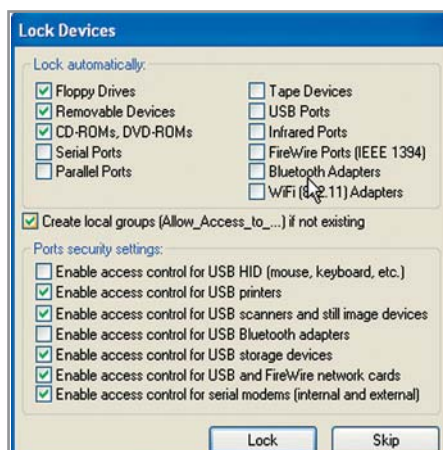 Lock Devices
Lock automatically:
Floppy Drives
Removable Devices
CD-ROMs, DVD-ROMs
Serial Ports
Parallel Ports
Tape Devices
USB Ports
Infrared Ports
FireWire Ports (IEEE 1394)
Bluetooth Adapters
WiFi Adapters
Create local groups (Allow_Access_to_...) if not existing
Ports security settings:
Enable access control for USB HID (mouse, keyboard, etc.)
Enable access control for USB printers
Enable access control for USB scanners and still image devices
Enable access control for USB Bluetooth adapters
Enable access control for USB storage devices
Enable access control for USB and FireWire network cards
Enable access control for serial modems (internal and external)
Lock
Skip